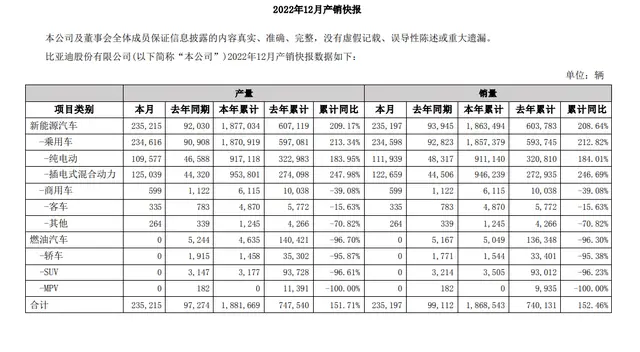 2022年12月产销快报
本公司及董事会全体成员保证信息披露的内容真实、准确、完整，没有虚假记载、误导性陈述或重大遗漏。
比亚迪股份有限公司(以下简称“本公司”)2022年12月产销快报数据如下：
单位：辆
产量 销量
项目类别 本月 去年同期 本年累计 去年累计 累计同比 本月 去年同期 本年累计 去年累计 累计同比
新能源汽车 235,215 92,030 1,877,034 607,119 209.17% 235,197 93,945 1,863,494 603,783 208.64%
-乘用车 234,616 90,908 1,870,919 597,081 213.34% 234,598 92,823 1,857,379 593,745 212.82%
-纯电动 109,577 46,588 917,118 322,983 183.95% 111,939 48,317 911,140 320,810 184.01%
-插电式混合动力 125,039 44,320 953,801 274,098 247.98% 122,659 44,506 946,239 272,935 246.69%
-商用车 599 1,122 6,115 10,038 -39.08% 599 1,122 6,115 10,038 -39.08%
-客车 335 783 4,870 5,772 -15.63% 335 783 4,870 5,772 -15.63%
-其他 264 339 1,245 4,266 -70.82% 264 339 1,245 4,266 -70.82%
燃油汽车 0 5,244 4,635 140,421 -96.70% 0 5,167 5,049 136,348 -96.30%
-轿车 0 1,915 1,458 35,302 -95.87% 0 1,771 1,544 33,401 -95.38%
-SUV 0 3,147 3,177 93,728 -96.61% 0 3,214 3,505 93,012 -96.23%
-MPV 0 182 0 11,391 -100.00% 0 182 0 9,935 -100.00%
合计 235,215 97,274 1,881,669 747,540 151.71% 235,197 99,112 1,868,543 740,131 152.46%